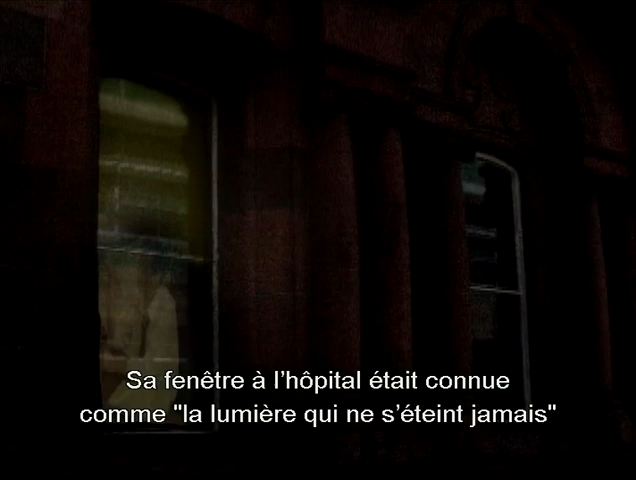 Sa fenêtre à l'hôpital était connue
comme "la lumière qui ne s'éteint jamais"